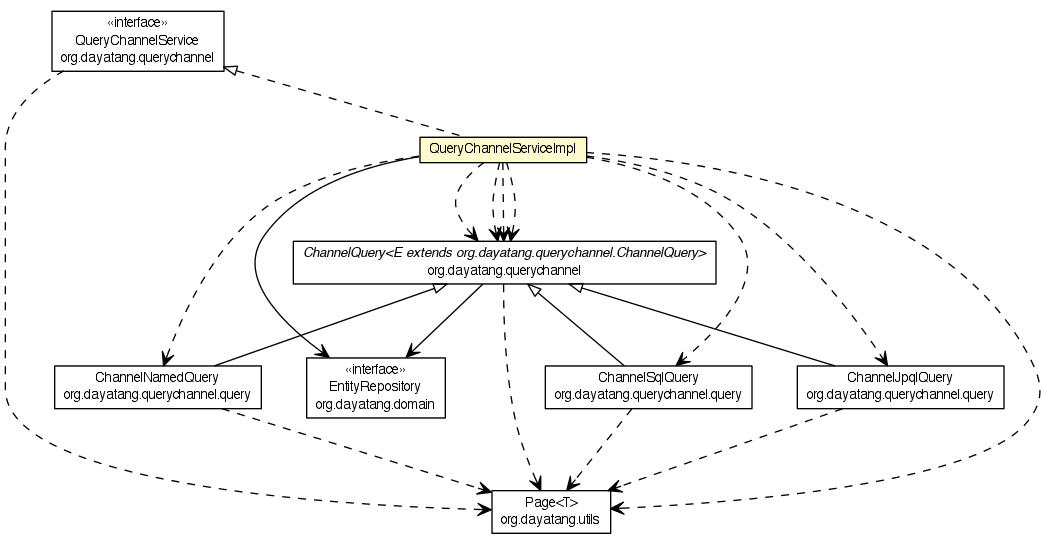 «interface»
QueryChannelService
org.dayatang.querychannel
QueryChannelServiceImpl
ChannelQuery<E extends org.dayatang.querychannel.ChannelQuery>
org.dayatang.querychannel
ChannelNamedQuery
org.dayatang.querychannel.query
«interface»
EntityRepository
org.dayatang.domain
ChannelSqlQuery
org.dayatang.querychannel.query
ChannelJpqlQuery
org.dayatang.querychannel.query
Page<T>
org.dayatang.utils